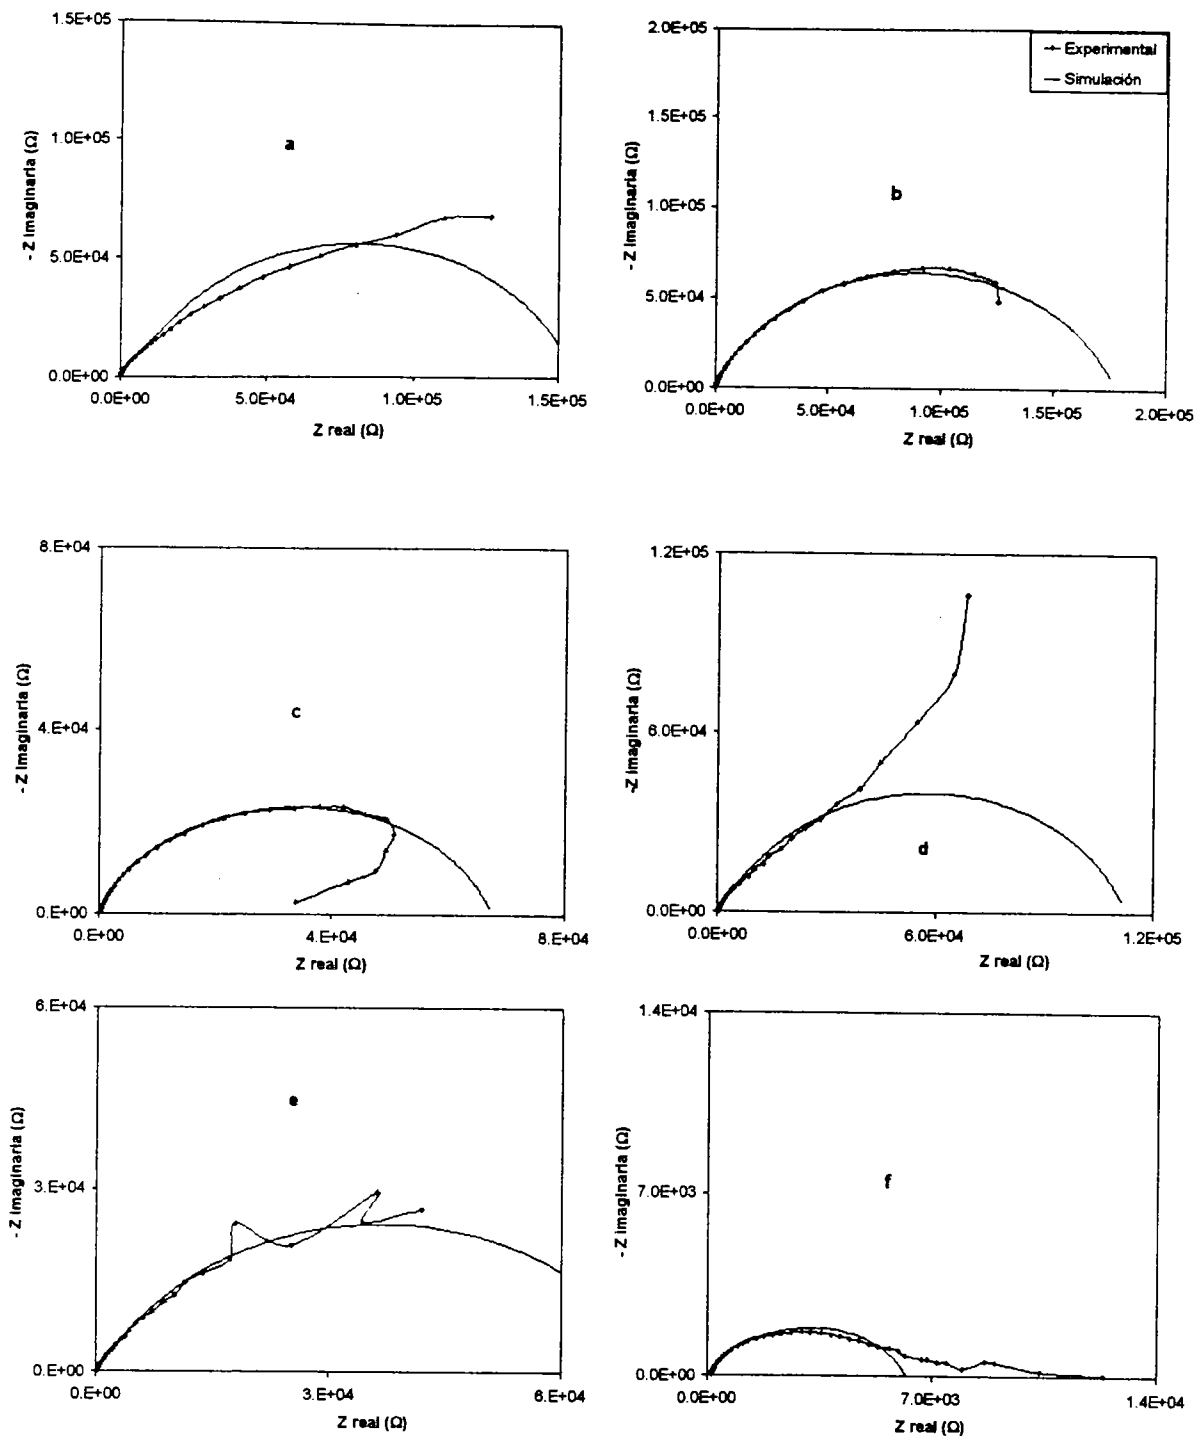 1.5E+05
1.0E+05
5.0E+04
0.0E+00
- Z Imaginaria (Ω)
a
0.0E+00 5.0E+04 1.0E+05 1.5E+05
Z real (Ω)
2.0E+05
1.5E+05
1.0E+05
5.0E+04
0.0E+00
- Z Imaginaria (Ω)
Experimental
Simulación
b
0.0E+00 5.0E+04 1.0E+05 1.5E+05 2.0E+05
Z real (Ω)
8.E+04
4.E+04
0.E+00
- Z Imaginaria (Ω)
c
0.E+00 4.E+04 8.E+04
Z real (Ω)
1.2E+05
6.0E+04
0.0E+00
-Z Imaginaria (Ω)
d
0.0E+00 6.0E+04 1.2E+05
Z real (Ω)
6.E+04
3.E+04
0.E+00
- Z Imaginaria (Ω)
e
0.E+00 3.E+04 6.E+04
Z real (Ω)
1.4E+04
7.0E+03
0.0E+00
- Z Imaginaria (Ω)
f
0.0E+00 7.0E+03 1.4E+04
Z real (Ω)